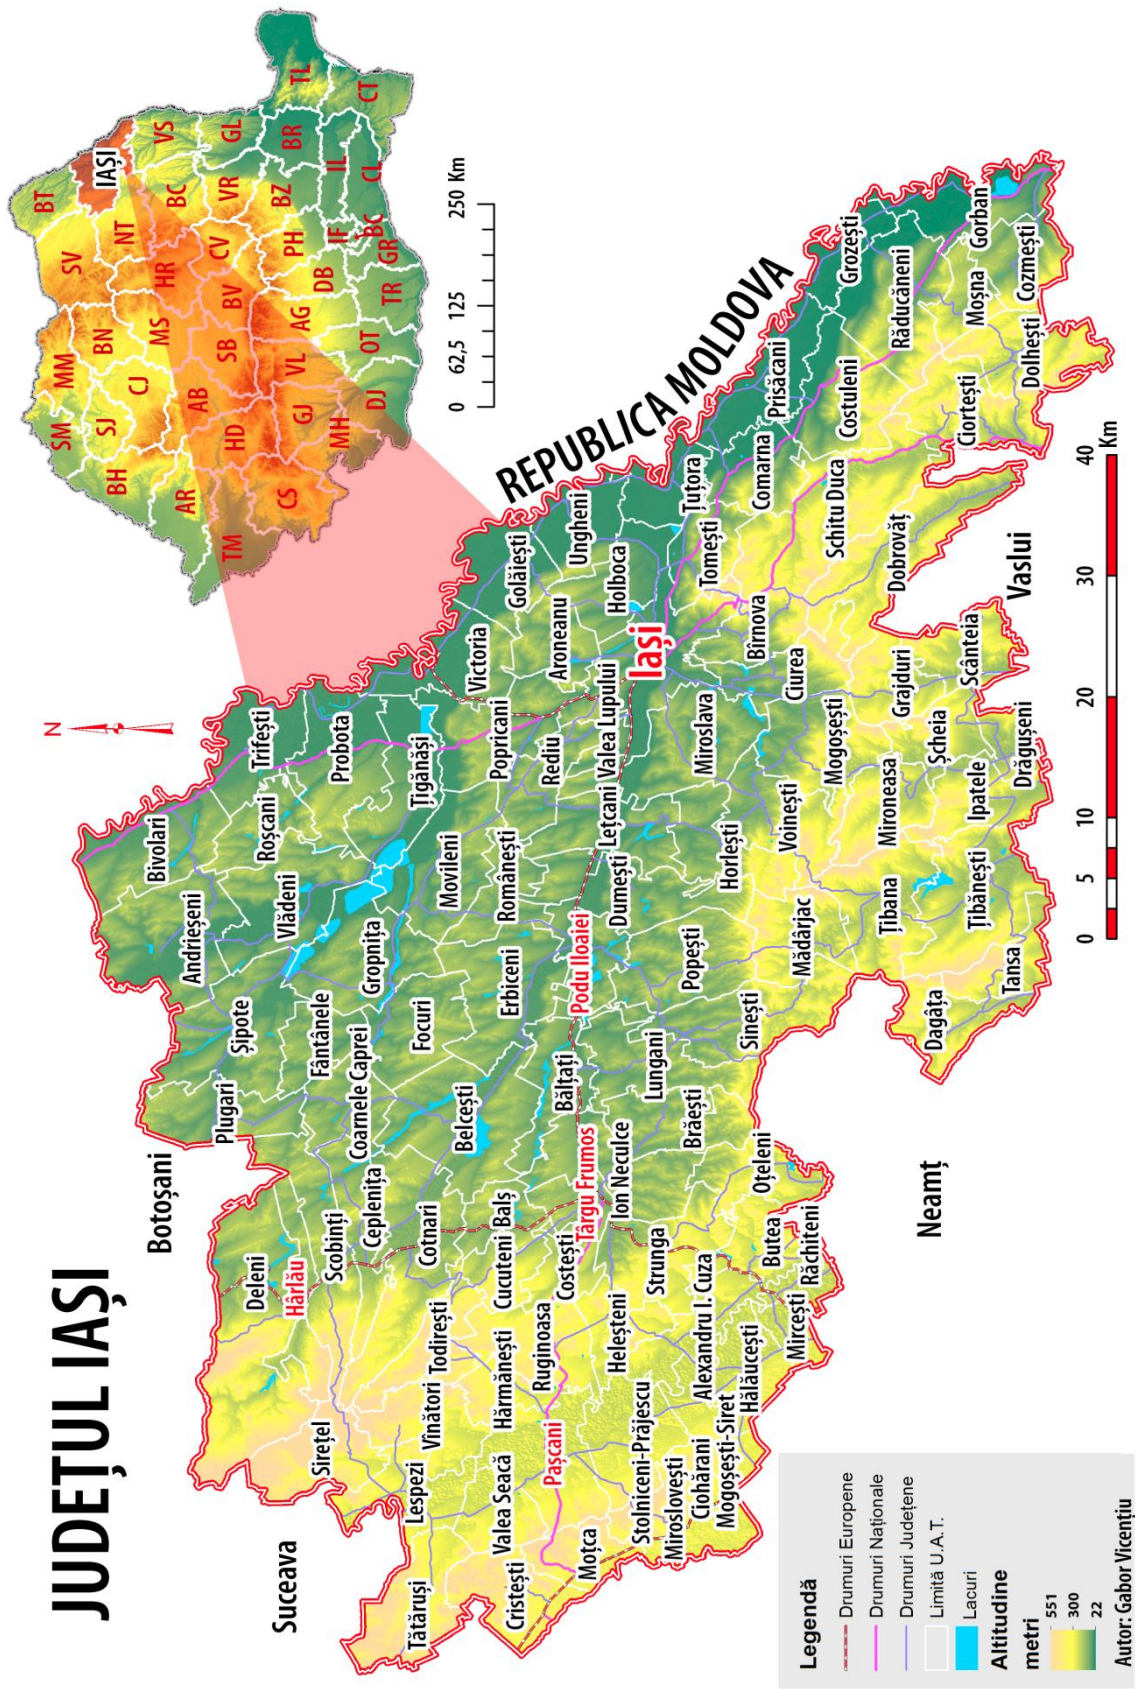 JUDEȚUL IAȘI
Suceava
Botoșani
Neamț
Vaslui
REPUBLICA MOLDOVA
N
BT
SV
MM
SM
BN
SJ
BH
CJ
MS
NT
IAȘI
HR
BC
VS
AR
AB
TM
HD
SB
BV
CV
VR
GL
CS
GJ
VL
AG
PH
BZ
BR
TL
MH
DB
IF
IL
DJ
OT
TR
GR
BC
CL
CT
0
62,5
125
250 Km
Bivolari
Trifești
Andrieșeni
Roșcani
Probota
Vlădeni
Șipote
Plugari
Țigănași
Deleni
Hârlău
Fântânele
Gropnița
Coarnele Caprei
Scobinți
Sirețel
Ceplenița
Focuri
Movileni
Victoria
Popricani
Golăiești
Cotnari
Belcești
Erbiceni
Românești
Rediu
Aroneanu
Ungheni
Lespezi
Tătăruși
Vînători
Todirești
Cucuteni
Balș
Hărmănești
Valea Seacă
Cristești
Ruginoasa
Costești
Târgu Frumos
Bălțați
Podu Iloaiei
Lețcani
Valea Lupului
Holboca
Iași
Pașcani
Moțca
Heleșteni
Ion Neculce
Dumești
Strunga
Lungani
Stolniceni-Prăjescu
Miroslovești
Brăești
Popești
Horlești
Miroslava
Tomești
Țuțora
Ciohărani
Alexandru I. Cuza
Mogoșești-Siret
Hălăucești
Oțeleni
Sinești
Bîrnova
Comarna
Prisăcani
Butea
Mircești
Răchiteni
Mădârjac
Voinești
Ciurea
Mogoșești
Schitu Duca
Costuleni
Grozești
Țibana
Mironeasa
Grajduri
Dobrovăț
Răducăneni
Dagâța
Șcheia
Scânteia
Ciortești
Moșna
Gorban
Tansa
Țibănești
Ipatele
Drăgușeni
Dolhești
Cozmești
Legendă
Drumuri Europene
Drumuri Naționale
Drumuri Județene
Limită U.A.T.
Lacuri
Altitudine
metri
551
300
22
Autor: Gabor Vicențiu
0
5
10
20
30
40
Km